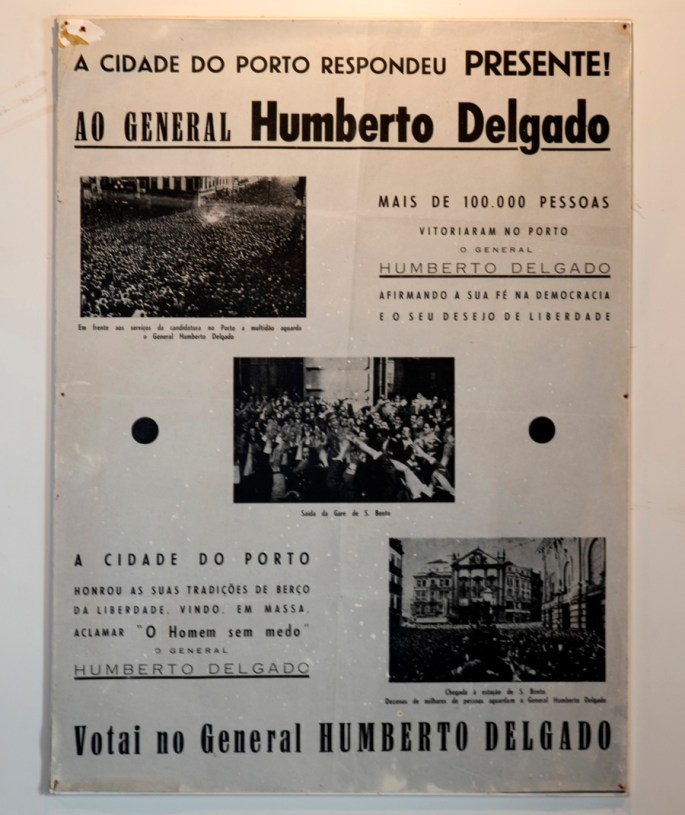 A CIDADE DO PORTO RESPONDEU PRESENTE!
AO GENERAL Humberto Delgado
MAIS DE 100.000 PESSOAS
VITORIARAM NO PORTO
O GENERAL
HUMBERTO DELGADO
AFIRMANDO A SUA FÉ NA DEMOCRACIA
E O SEU DESEJO DE LIBERDADE
Em frente aos serviços da candidatura no Porto a multidão aguarda
o General Humberto Delgado
Saída da Gare de S. Bento
A CIDADE DO PORTO
HONROU AS SUAS TRADIÇÕES DE BERÇO
DA LIBERDADE, VINDO, EM MASSA,
ACLAMAR "O Homem sem medo"
O GENERAL
HUMBERTO DELGADO
Chegada à estação de S. Bento
Dezenas de milhares de pessoas aguardam o General Humberto Delgado
Votai no General HUMBERTO DELGADO